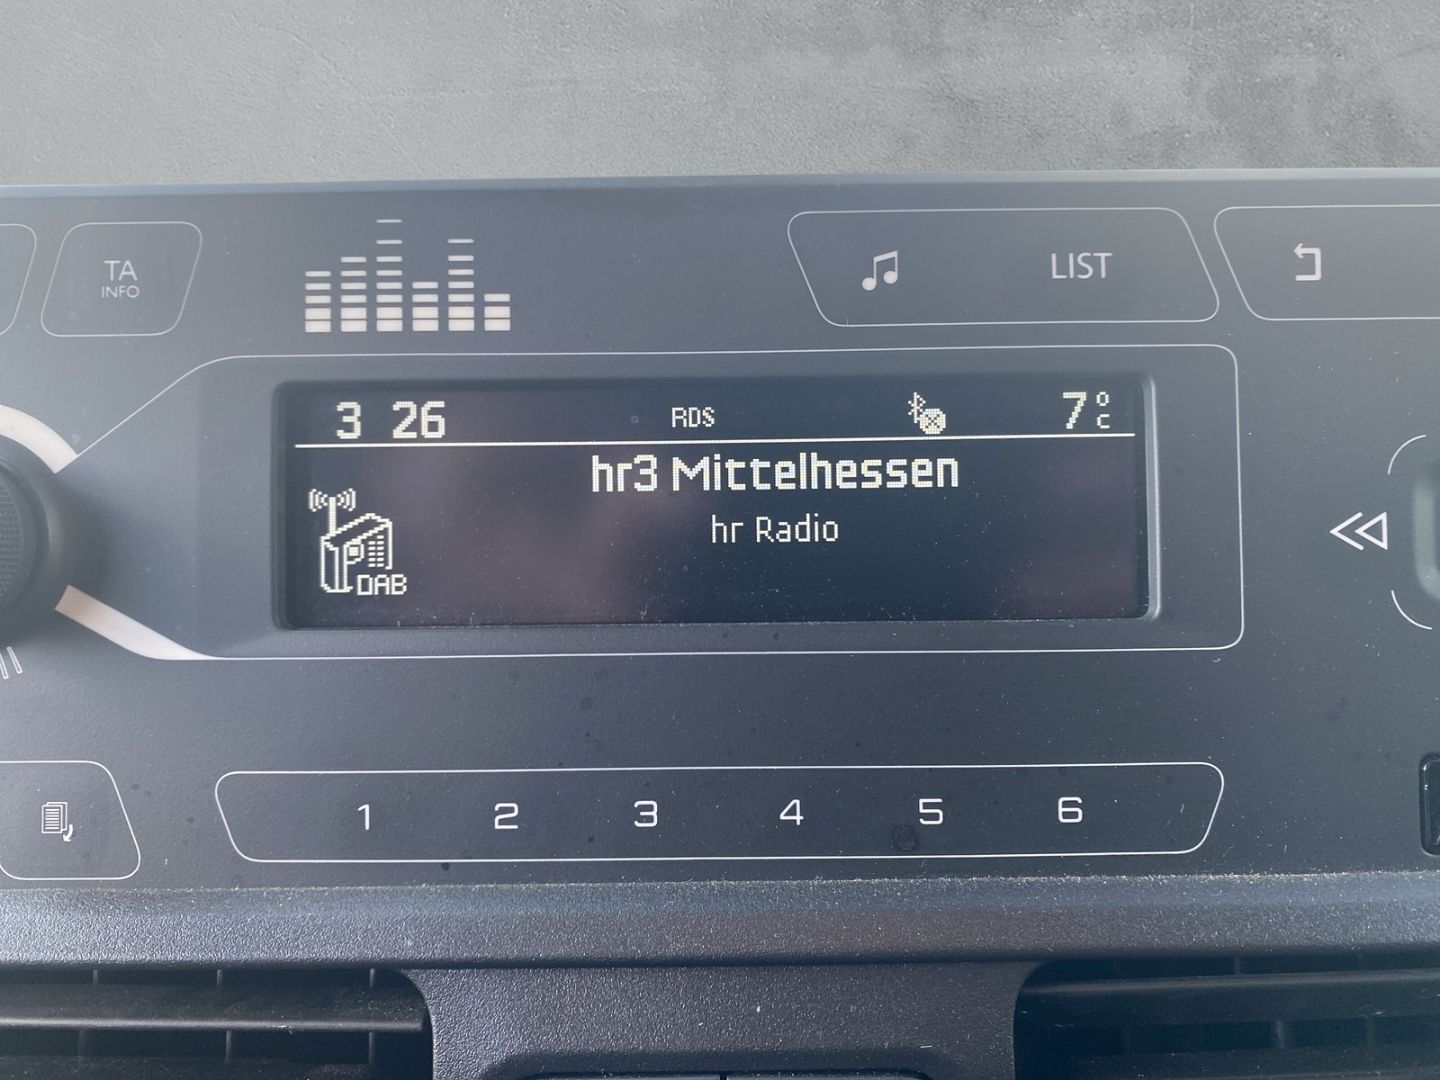 TA
INFO
LIST
3 26
RDS
7°C
hr3 Mittelhessen
hr Radio
DAB
1 2 3 4 5 6